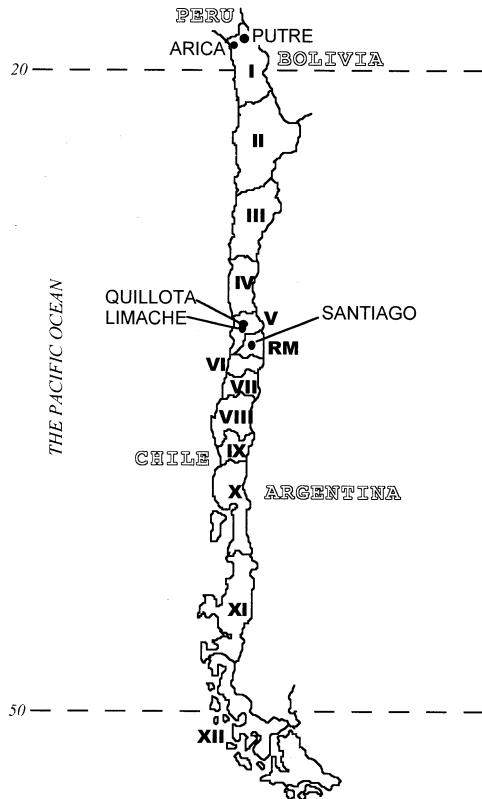 PERU
PUTRE
ARICA
BOLIVIA
20
I
II
III
IV
QUILLOTA
LIMACHE
V
SANTIAGO
RM
VI
VII
VIII
IX
CHILE
X
ARGENTINA
THE PACIFIC OCEAN
XI
50
XII